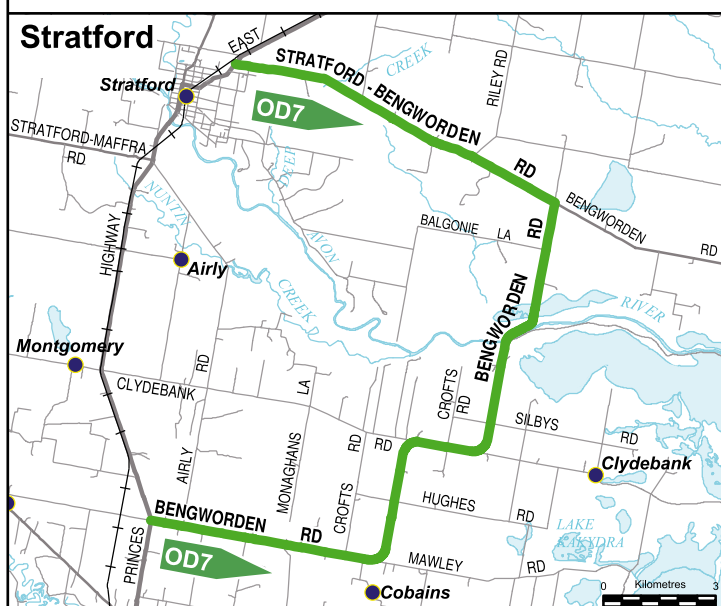 Stratford
EAST
Stratford
STRATFORD - BENGWORDEN RD
CREEK
RILEY RD
OD7
STRATFORD-MAFFRA
RD
DEEP
NUNTIN
CREEK
AVON
BENGWORDEN
RD
BALGONIE LA
RD
BENGWORDEN
HIGHWAY
Airly
RIVER
Montgomery
CLYDEBANK
RD
LA
CROFTS
RD
SILBYS
RD
RD
RD
AIRLY
MONAGHANS
CROFTS
Clydebank
HUGHES
RD
BENGWORDEN RD
LAKE
KAKYDRA
PRINCES
OD7
MAWLEY
RD
Cobains
Kilometres
0
3